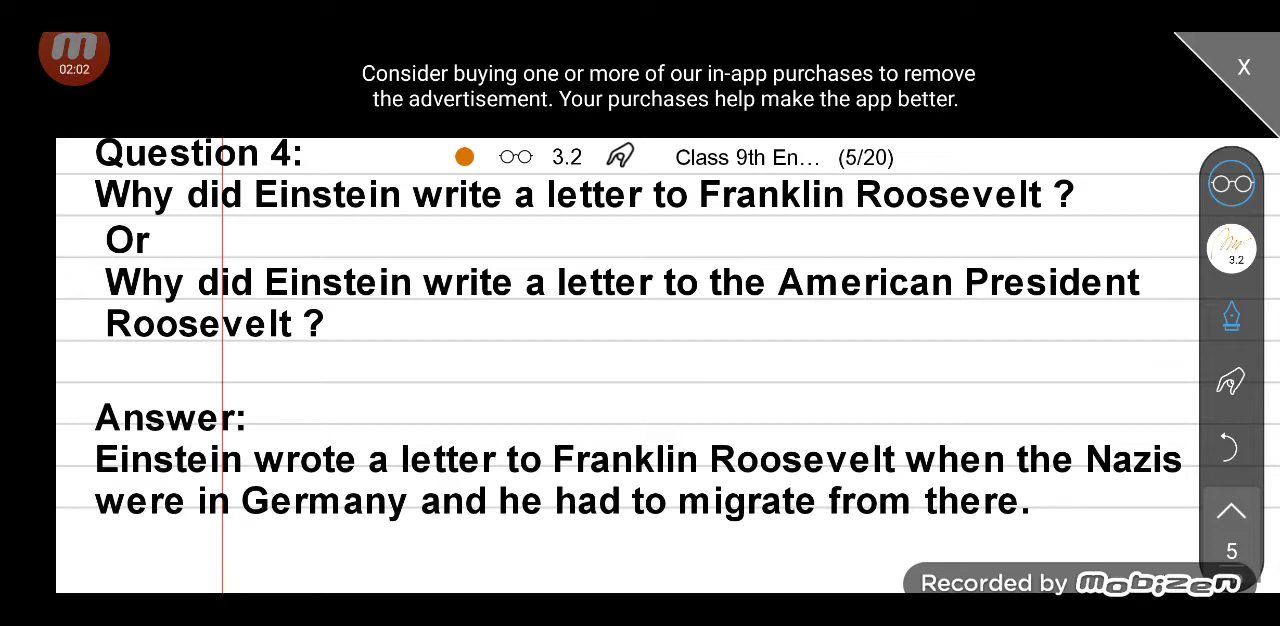 m
02:02
Consider buying one or more of our in-app purchases to remove
the advertisement. Your purchases help make the app better.
X
Question 4:
3.2 Class 9th En... (5/20)
Why did Einstein write a letter to Franklin Roosevelt ?
Or
3.2
Why did Einstein write a letter to the American President
Roosevelt ?
Answer:
Einstein wrote a letter to Franklin Roosevelt when the Nazis
were in Germany and he had to migrate from there.
5
Recorded by mobizen